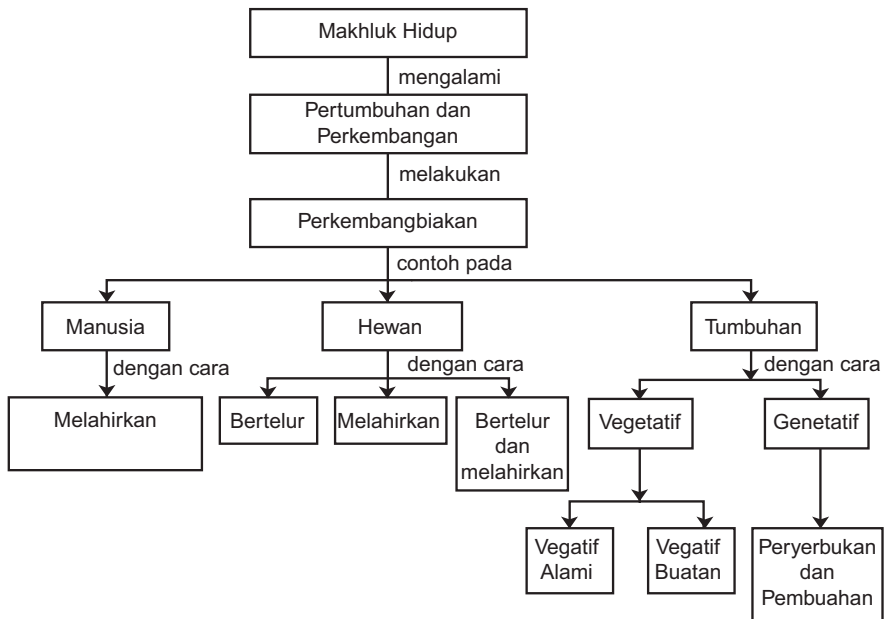 Makhluk Hidup
mengalami
Pertumbuhan dan
Perkembangan
melakukan
Perkembangbiakan
contoh pada
Manusia
Hewan
Tumbuhan
dengan cara
dengan cara
dengan cara
Melahirkan
Bertelur
Melahirkan
Bertelur
dan
melahirkan
Vegetatif
Genetatif
Vegatif
Alami
Vegatif
Buatan
Peryerbukan
dan
Pembuahan